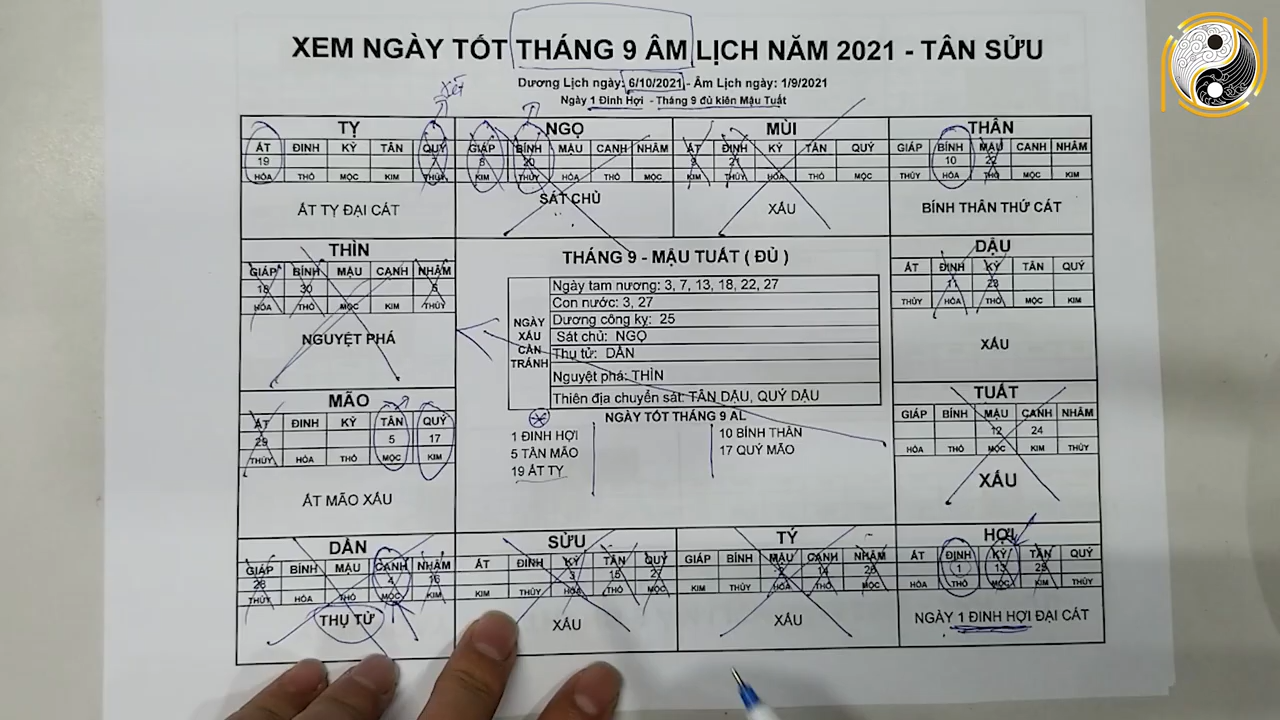 XEM NGÀY TỐT THÁNG 9 ÂM LỊCH NĂM 2021 - TÂN SỬU
Dương Lịch ngày: 6/10/2021 - Âm Lịch ngày: 1/9/2021
Ngày 1 Đinh Hợi - Tháng 9 đủ kiên Mậu Tuất
xét
TỴ
ẤT ĐINH KỶ TÂN QUÝ
19 7
HỎA THỔ MỘC KIM THỦY
ẤT TỴ ĐẠI CÁT
NGỌ
GIÁP BÍNH MẬU CANH NHÂM
8 20
KIM THỦY HỎA THỔ MỘC
SÁT CHỦ
MÙI
ẤT ĐINH KỶ TÂN QUÝ
9 21
KIM THỦY HỎA THỔ MỘC
XẤU
THÂN
GIÁP BÍNH MẬU CANH NHÂM
10 22
THỦY HỎA THỔ MỘC KIM
BÍNH THÂN THỨ CÁT
THÌN
GIÁP BÍNH MẬU CANH NHÂM
18 30 6
HỎA THỔ MỘC KIM THỦY
NGUYỆT PHÁ
THÁNG 9 - MẬU TUẤT ( ĐỦ )
NGÀY XẤU CẦN TRÁNH
Ngày tam nương: 3, 7, 13, 18, 22, 27
Con nước: 3, 27
Dương công kỵ: 25
Sát chủ: NGỌ
Thụ tử: DẦN
Nguyệt phá: THÌN
Thiên địa chuyển sát: TÂN DẬU, QUÝ DẬU
NGÀY TỐT THÁNG 9 AL
1 ĐINH HỢI
5 TÂN MÃO
19 ẤT TỴ
10 BÍNH THÂN
17 QUÝ MÃO
DẬU
ẤT ĐINH KỶ TÂN QUÝ
11 23
THỦY HỎA THỔ MỘC KIM
XẤU
MÃO
ẤT ĐINH KỶ TÂN QUÝ
29 5 17
THỦY HỎA THỔ MỘC KIM
ẤT MÃO XẤU
TUẤT
GIÁP BÍNH MẬU CANH NHÂM
12 24
HỎA THỔ MỘC KIM THỦY
XẤU
DẦN
GIÁP BÍNH MẬU CANH NHÂM
28 4 16
THỦY HỎA THỔ MỘC KIM
THỤ TỬ
SỬU
ẤT ĐINH KỶ TÂN QUÝ
3 15 27
KIM THỦY HỎA THỔ MỘC
XẤU
TÝ
GIÁP BÍNH MẬU CANH NHÂM
2 14 26
KIM THỦY HỎA THỔ MỘC
XẤU
HỢI
ẤT ĐINH KỶ TÂN QUÝ
1 13 25
HỎA THỔ MỘC KIM THỦY
NGÀY 1 ĐINH HỢI ĐẠI CÁT